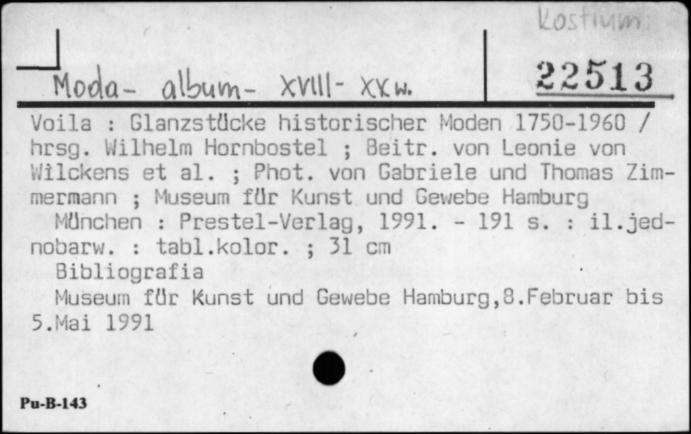 Kostium
Moda- album- XVIII- XXw.
22513
Voila : Glanzstücke historischer Moden 1750-1960 /
hrsg. Wilhelm Hornbostel ; Beitr. von Leonie von
Wilckens et al. ; Phot. von Gabriele und Thomas Zim-
mermann ; Museum für Kunst und Gewebe Hamburg
München : Prestel-Verlag, 1991. - 191 s. : il.jed-
nobarw. : tabl.kolor. ; 31 cm
Bibliografia
Museum für Kunst und Gewebe Hamburg,8.Februar bis
5.Mai 1991
Pu-B-143